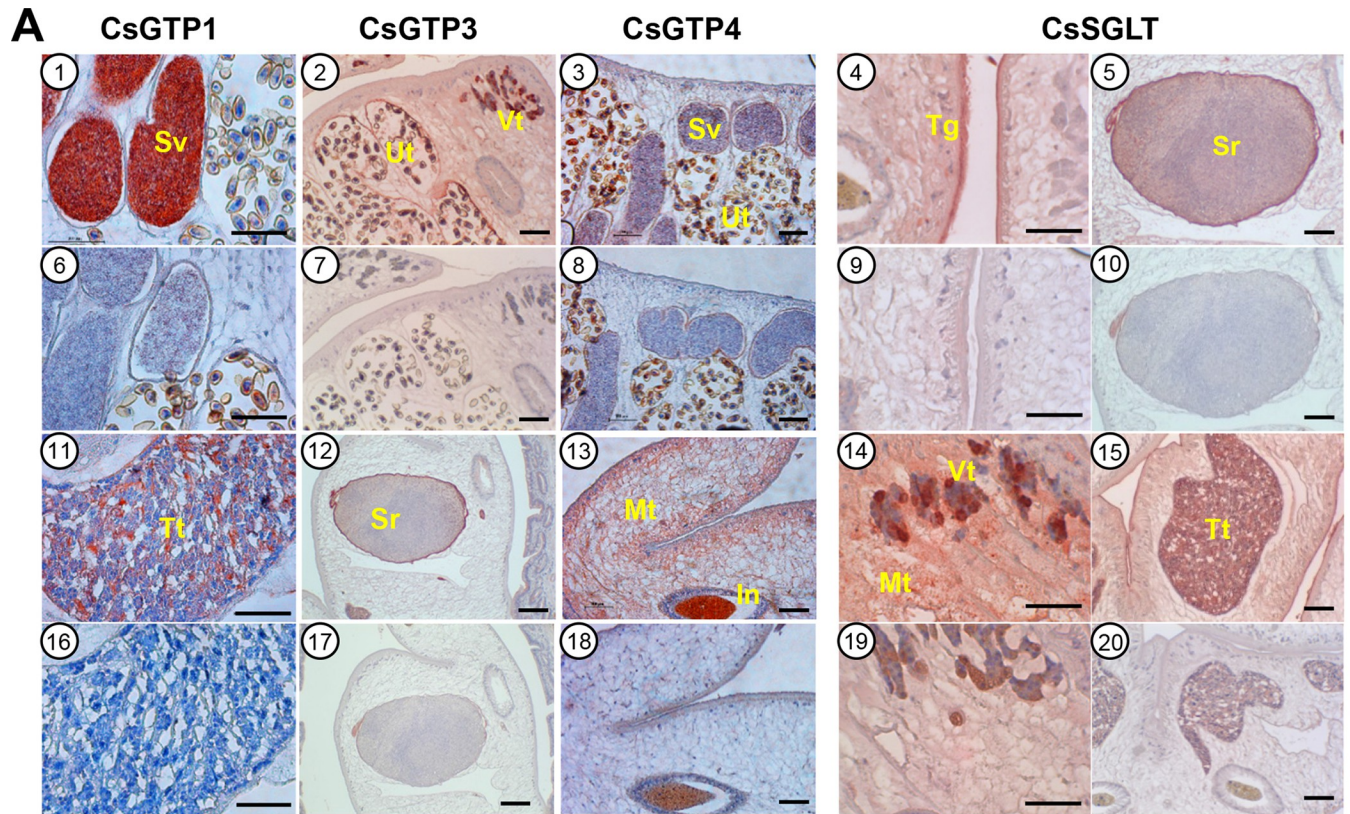 A
CsGTP1 CsGTP3 CsGTP4 CsSGLT
1 2 3 4 5
Sv Ut Vt Sv Ut Tg Sr
6 7 8 9 10
11 12 13 14 15
Tt Sr Mt In Vt Mt Tt
16 17 18 19 20